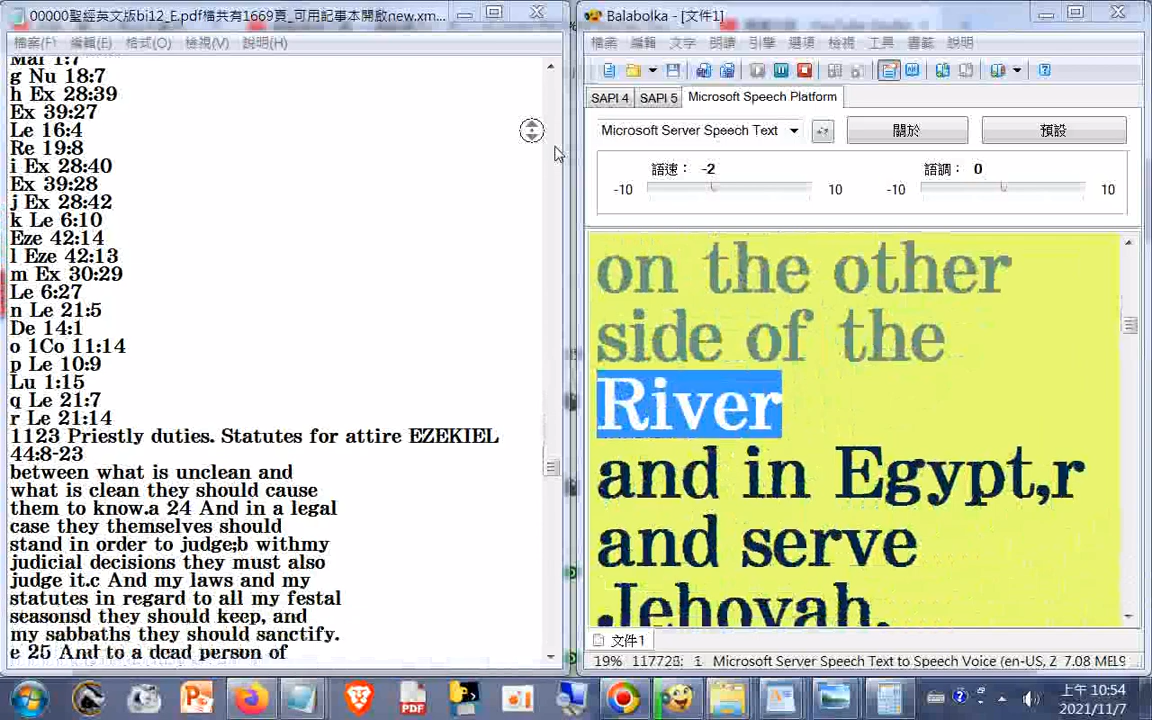 00000聖經英文版bi12_E.pdf檔共有1669頁_可用記事本開啟new.xm...
檔案(F) 編輯(E) 格式(O) 檢視(V) 說明(H)
Mal 1:7
g Nu 18:7
h Ex 28:39
Ex 39:27
Le 16:4
Re 19:8
i Ex 28:40
Ex 39:28
j Ex 28:42
k Le 6:10
Eze 42:14
l Eze 42:13
m Ex 30:29
Le 6:27
n Le 21:5
De 14:1
o 1Co 11:14
p Le 10:9
Lu 1:15
q Le 21:7
r Le 21:14
1123 Priestly duties. Statutes for attire EZEKIEL
44:8-23
between what is unclean and
what is clean they should cause
them to know.a 24 And in a legal
case they themselves should
stand in order to judge;b withmy
judicial decisions they must also
judge it.c And my laws and my
statutes in regard to all my festal
seasonsd they should keep, and
my sabbaths they should sanctify.
e 25 And to a dead person of
Balabolka - [文件1]
檔案 編輯 文字 朗讀 引擎 選項 檢視 工具 書籤 說明
SAPI 4 SAPI 5 Microsoft Speech Platform
Microsoft Server Speech Text 關於 預設
語速： -2 語調： 0
-10 10 -10 10
on the other
side of the
River
and in Egypt,r
and serve
Jehovah.
文件1
19% 1 Microsoft Server Speech Text to Speech Voice (en-US, Z
PDF
上午 10:54
2021/11/7